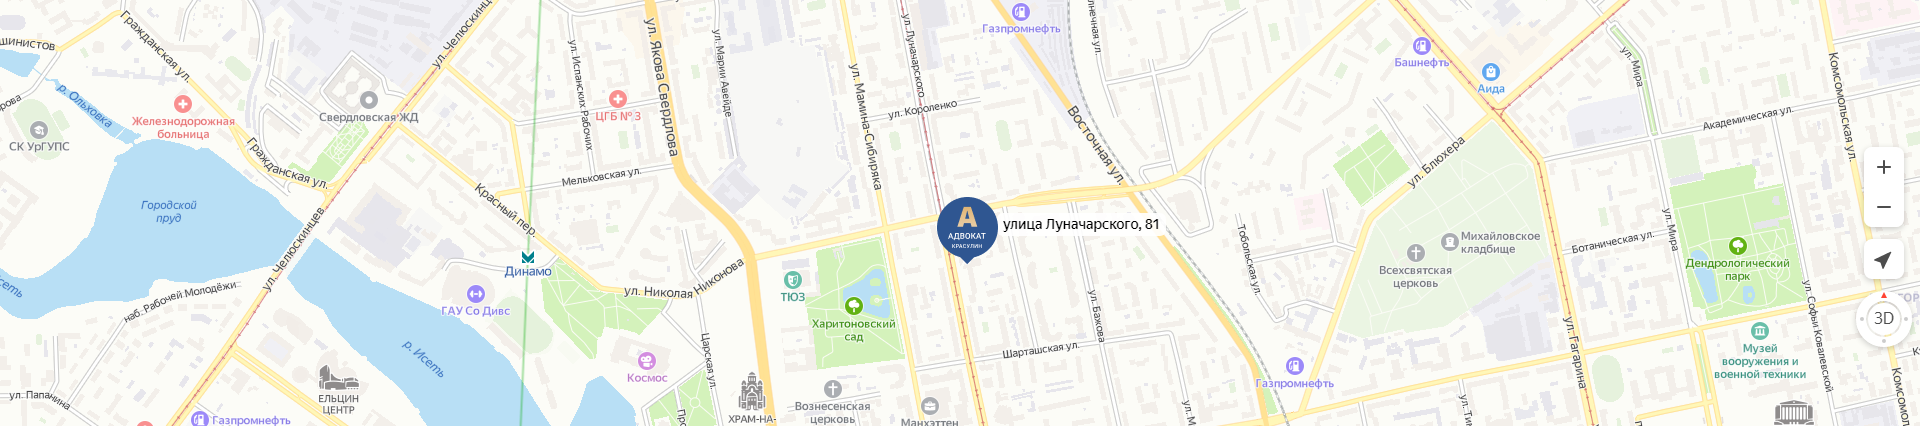 шинистов
Гражданская ул.
ул. Челюскинцев
р. Ольховка
Железнодорожная
больница
СК УрГУПС
Гражданская ул.
Свердловская ЖД
Городской
пруд
ул. Челюскинцев
наб. Рабочей Молодёжи
ул. Папанина
ЕЛЬЦИН
ЦЕНТР
Газпромнефть
р. Исеть
Красный пер.
Динамо
ГАУ Со Дивс
ул. Испанских Рабочих
ЦГБ № 3
Мельковская ул.
ул. Якова Свердлова
ул. Марии Авейде
ул. Николая Никонова
Космос
Царская ул.
ХРАМ-НА-
ТЮЗ
Харитоновский
сад
Вознесенская
церковь
Манхэттен
ул. Мамина-Сибиряка
ул. Луначарского
ул. Короленко
Газпромнефть
Восточная ул.
А
АДВОКАТ
КРАСУЛИН
улица Луначарского, 81
ул. Бажова
Шарташская ул.
ул. М
Тобольская ул.
Газпромнефть
Башнефть
Аида
ул. Мира
Академическая ул.
Комсомольская ул.
ул. Блюхера
Михайловское
кладбище
Всехсвятская
церковь
Ботаническая ул.
ул. Мира
Дендрологический
парк
ул. Гагарина
ул. Софьи Ковалевской
Музей
вооружения и
военной техники
Комсомол
3D